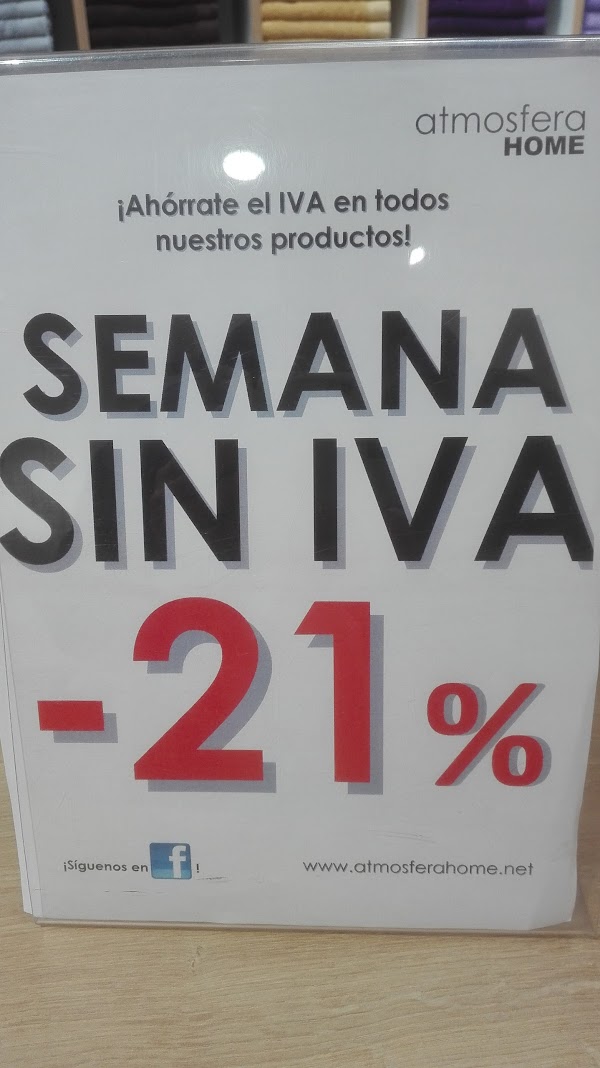 atmosfera
HOME
¡Ahórrate el IVA en todos
nuestros productos!
SEMANA
SIN IVA
-21%
¡Síguenos en f !
www.atmosferahome.net